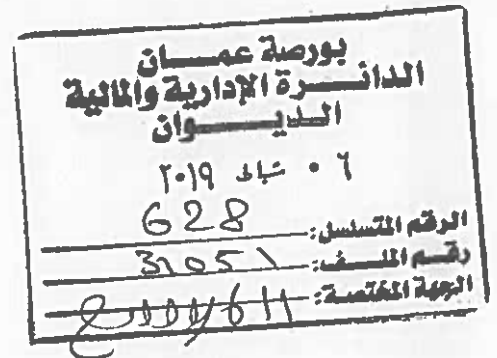 بورصة عمان
الدائرة الإدارية والمالية
الديوان
٠٦ شباط ٢٠١٩
الرقم المتسلسل: 628
رقم الملف: 31051
الجهة المختصة: